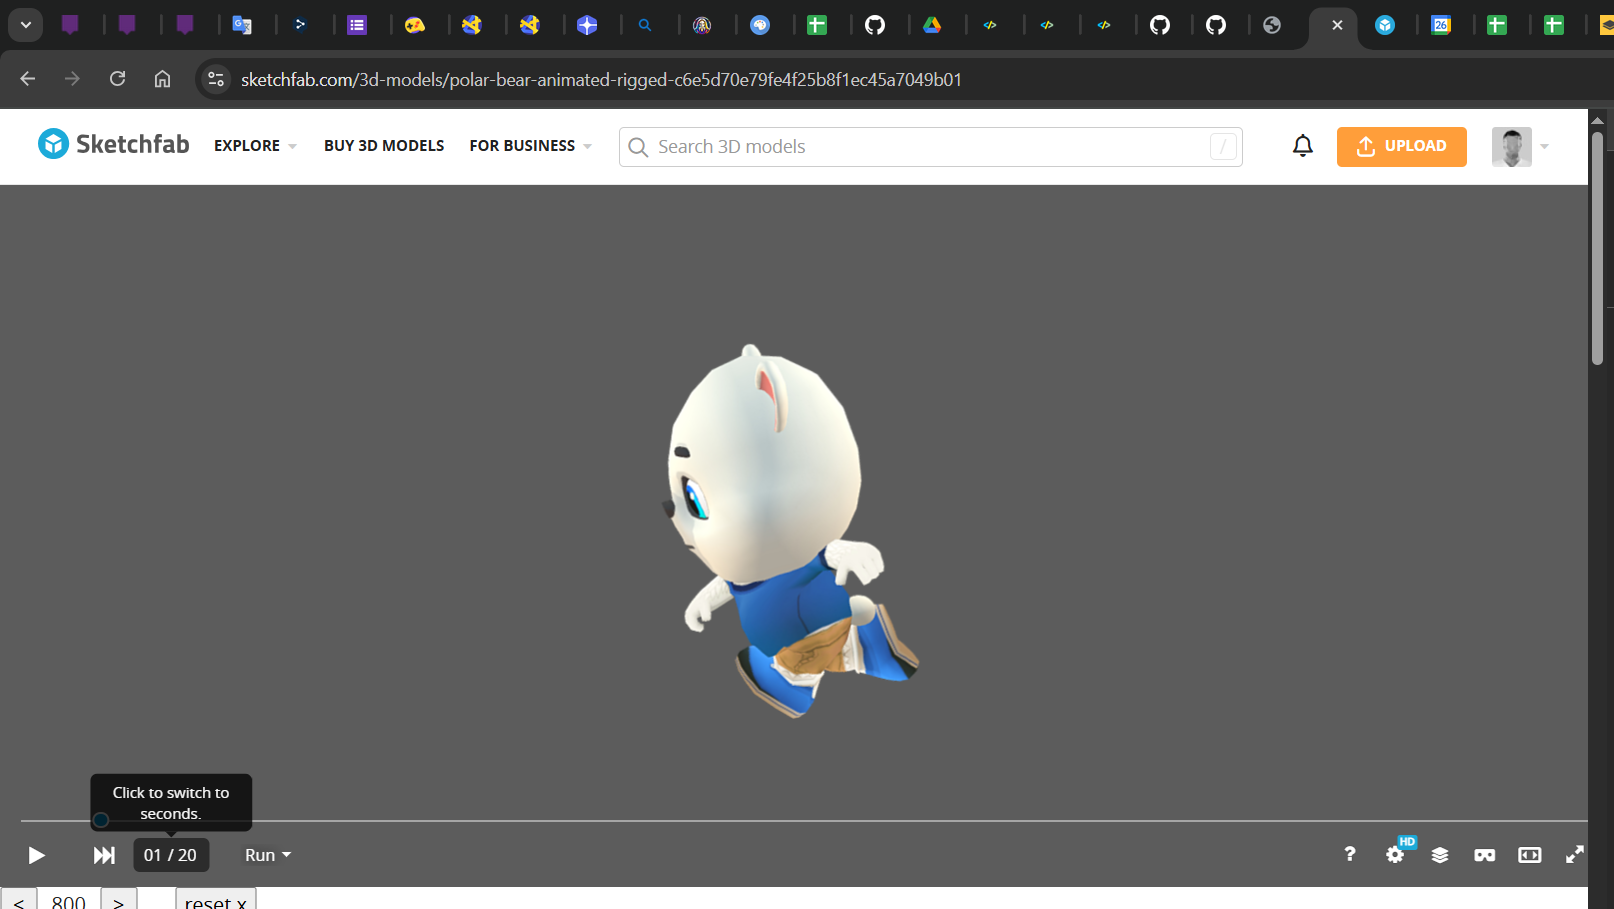 26
sketchfab.com/3d-models/polar-bear-animated-rigged-c6e5d70e79fe4f25b8f1ec45a7049b01
Sketchfab
EXPLORE
BUY 3D MODELS
FOR BUSINESS
Search 3D models
/
UPLOAD
Click to switch to
seconds.
01 / 20
Run
?
HD
< 800 > reset x